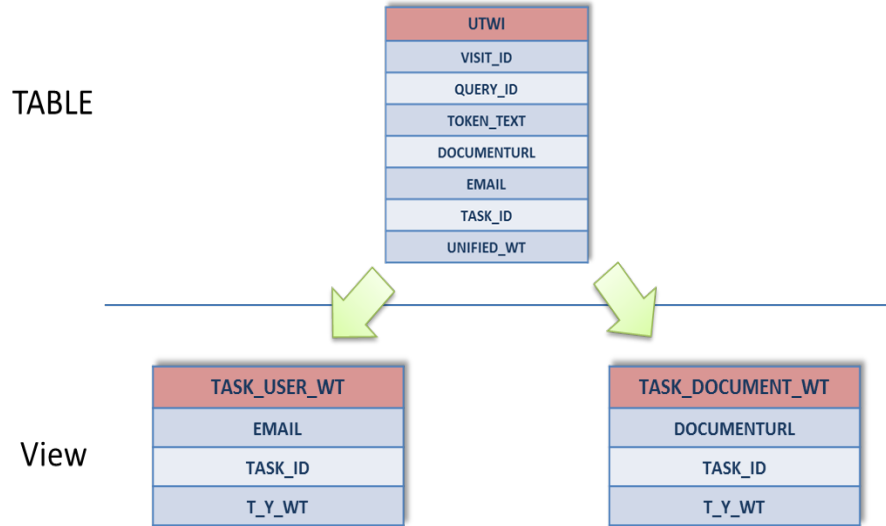 TABLE
UTWI
VISIT_ID
QUERY_ID
TOKEN_TEXT
DOCUMENTURL
EMAIL
TASK_ID
UNIFIED_WT
View
TASK_USER_WT
EMAIL
TASK_ID
T_Y_WT
TASK_DOCUMENT_WT
DOCUMENTURL
TASK_ID
T_Y_WT